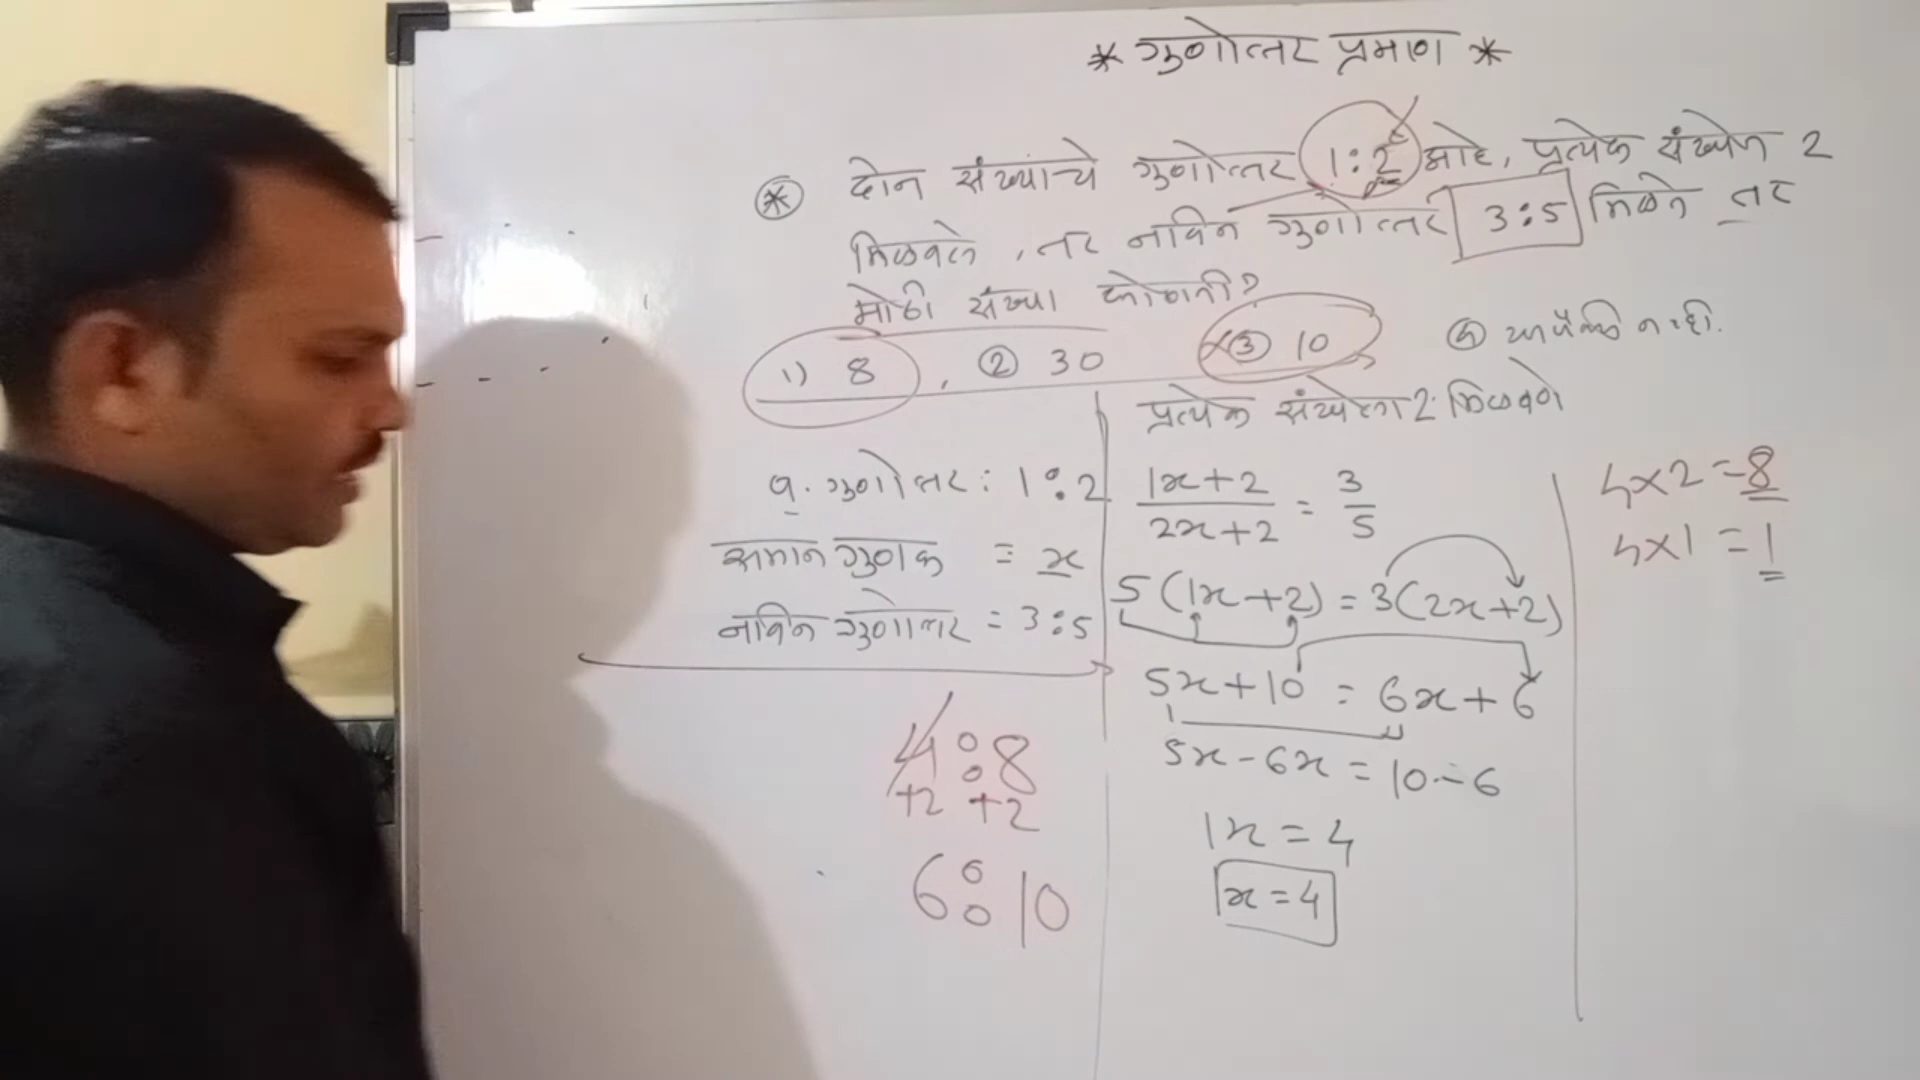 * गुणोत्तर प्रमाण *
* दोन संख्यांचे गुणोत्तर 1:2 आहे, प्रत्येक संख्येत 2
मिळवले, तर नविन गुणोत्तर 3:5 मिळते तर
मोठी संख्या कोणती?
1) 8, ② 30 ③ 10 ④ यापैकी नाही.
प्रत्येक संख्येला 2 मिळवणे
गुणोत्तर: 1:2
समान गुणक = x
नविन गुणोत्तर = 3:5
4:8
+2 +2
6:10
1x+2/2x+2 = 3/5
5(1x+2) = 3(2x+2)
5x+10 = 6x+6
5x-6x = 10-6
1x = 4
x = 4
4×2=8
4×1=1